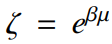 ζ = e^{βμ}